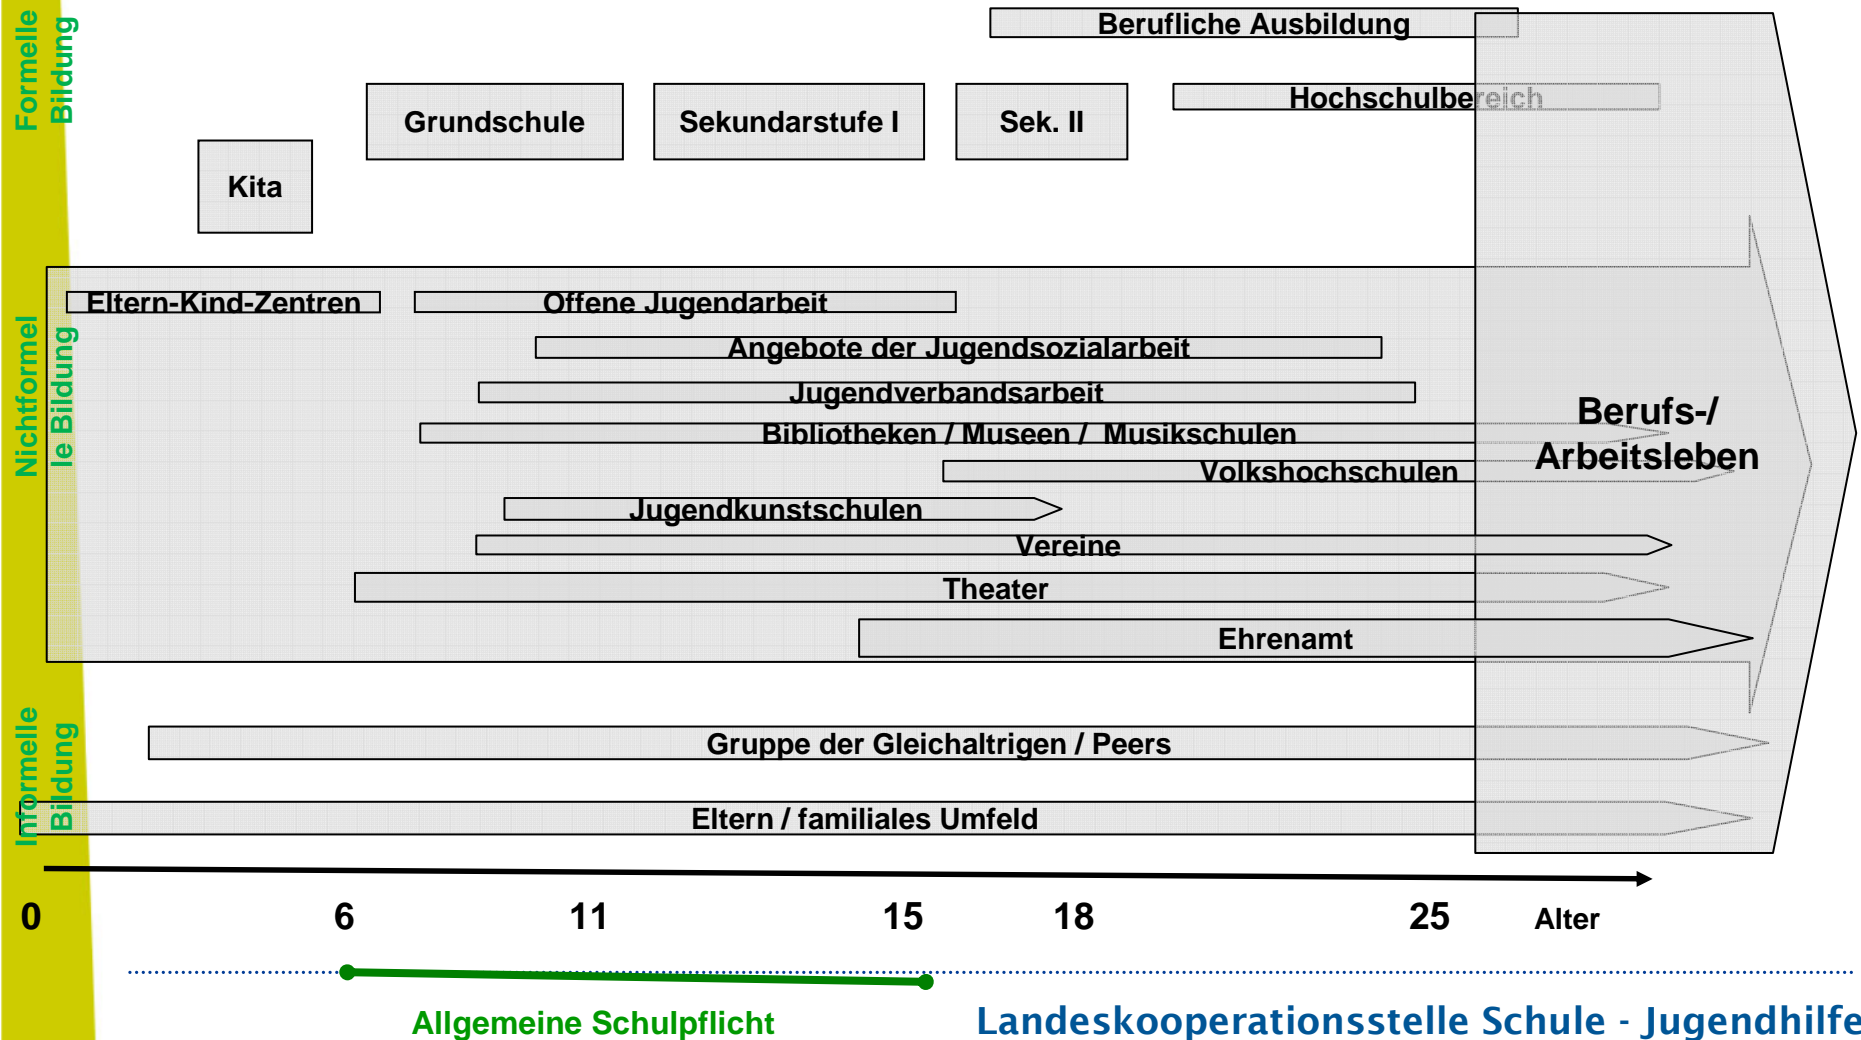 Formelle
Bildung
Berufliche Ausbildung
Hochschulbereich
Grundschule
Sekundarstufe I
Sek. II
Kita
Nichtformel
le Bildung
Eltern-Kind-Zentren
Offene Jugendarbeit
Angebote der Jugendsozialarbeit
Jugendverbandsarbeit
Bibliotheken / Museen / Musikschulen
Volkshochschulen
Jugendkunstschulen
Vereine
Theater
Ehrenamt
Berufs-/
Arbeitsleben
Informelle
Bildung
Gruppe der Gleichaltrigen / Peers
Eltern / familiales Umfeld
0 6 11 15 18 25 Alter
Allgemeine Schulpflicht
Landeskooperationsstelle Schule - Jugendhilfe